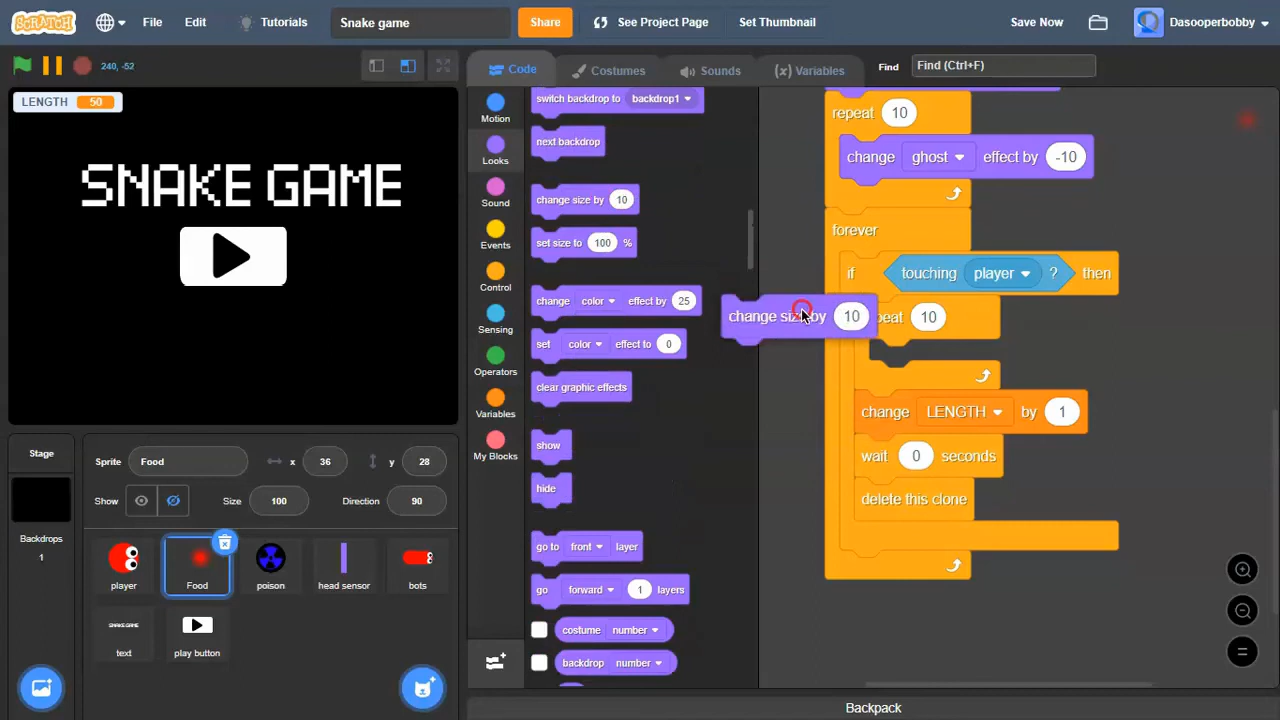 SCRATCH
File
Edit
Tutorials
Snake game
Share
See Project Page
Set Thumbnail
Save Now
Dasooperbobby
240, -52
Code
Costumes
Sounds
(x) Variables
Find
Find (Ctrl+F)
LENGTH 50
SNAKE GAME
Motion
Looks
Sound
Events
Control
Sensing
Operators
Variables
My Blocks
switch backdrop to backdrop1
next backdrop
change size by 10
set size to 100 %
change color effect by 25
set color effect to 0
clear graphic effects
show
hide
go to front layer
go forward 1 layers
costume number
backdrop number
repeat 10
change ghost effect by -10
forever
if touching player ? then
change size by 10
peat 10
change LENGTH by 1
wait 0 seconds
delete this clone
Sprite Food
x 36
y 28
Show
Size 100
Direction 90
Stage
Backdrops
1
player
Food
poison
head sensor
bots
SNAKE GAME
text
play button
Backpack